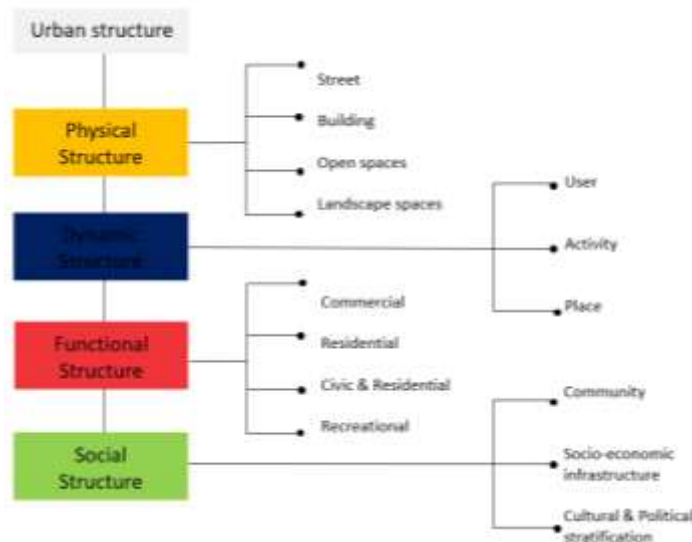 Urban structure
Physical
Structure
Street
Building
Open spaces
Landscape spaces
Dynamic
Structure
User
Activity
Place
Functional
Structure
Commercial
Residential
Civic & Residential
Recreational
Social
Structure
Community
Socio-economic
infrastructure
Cultural & Political
stratification